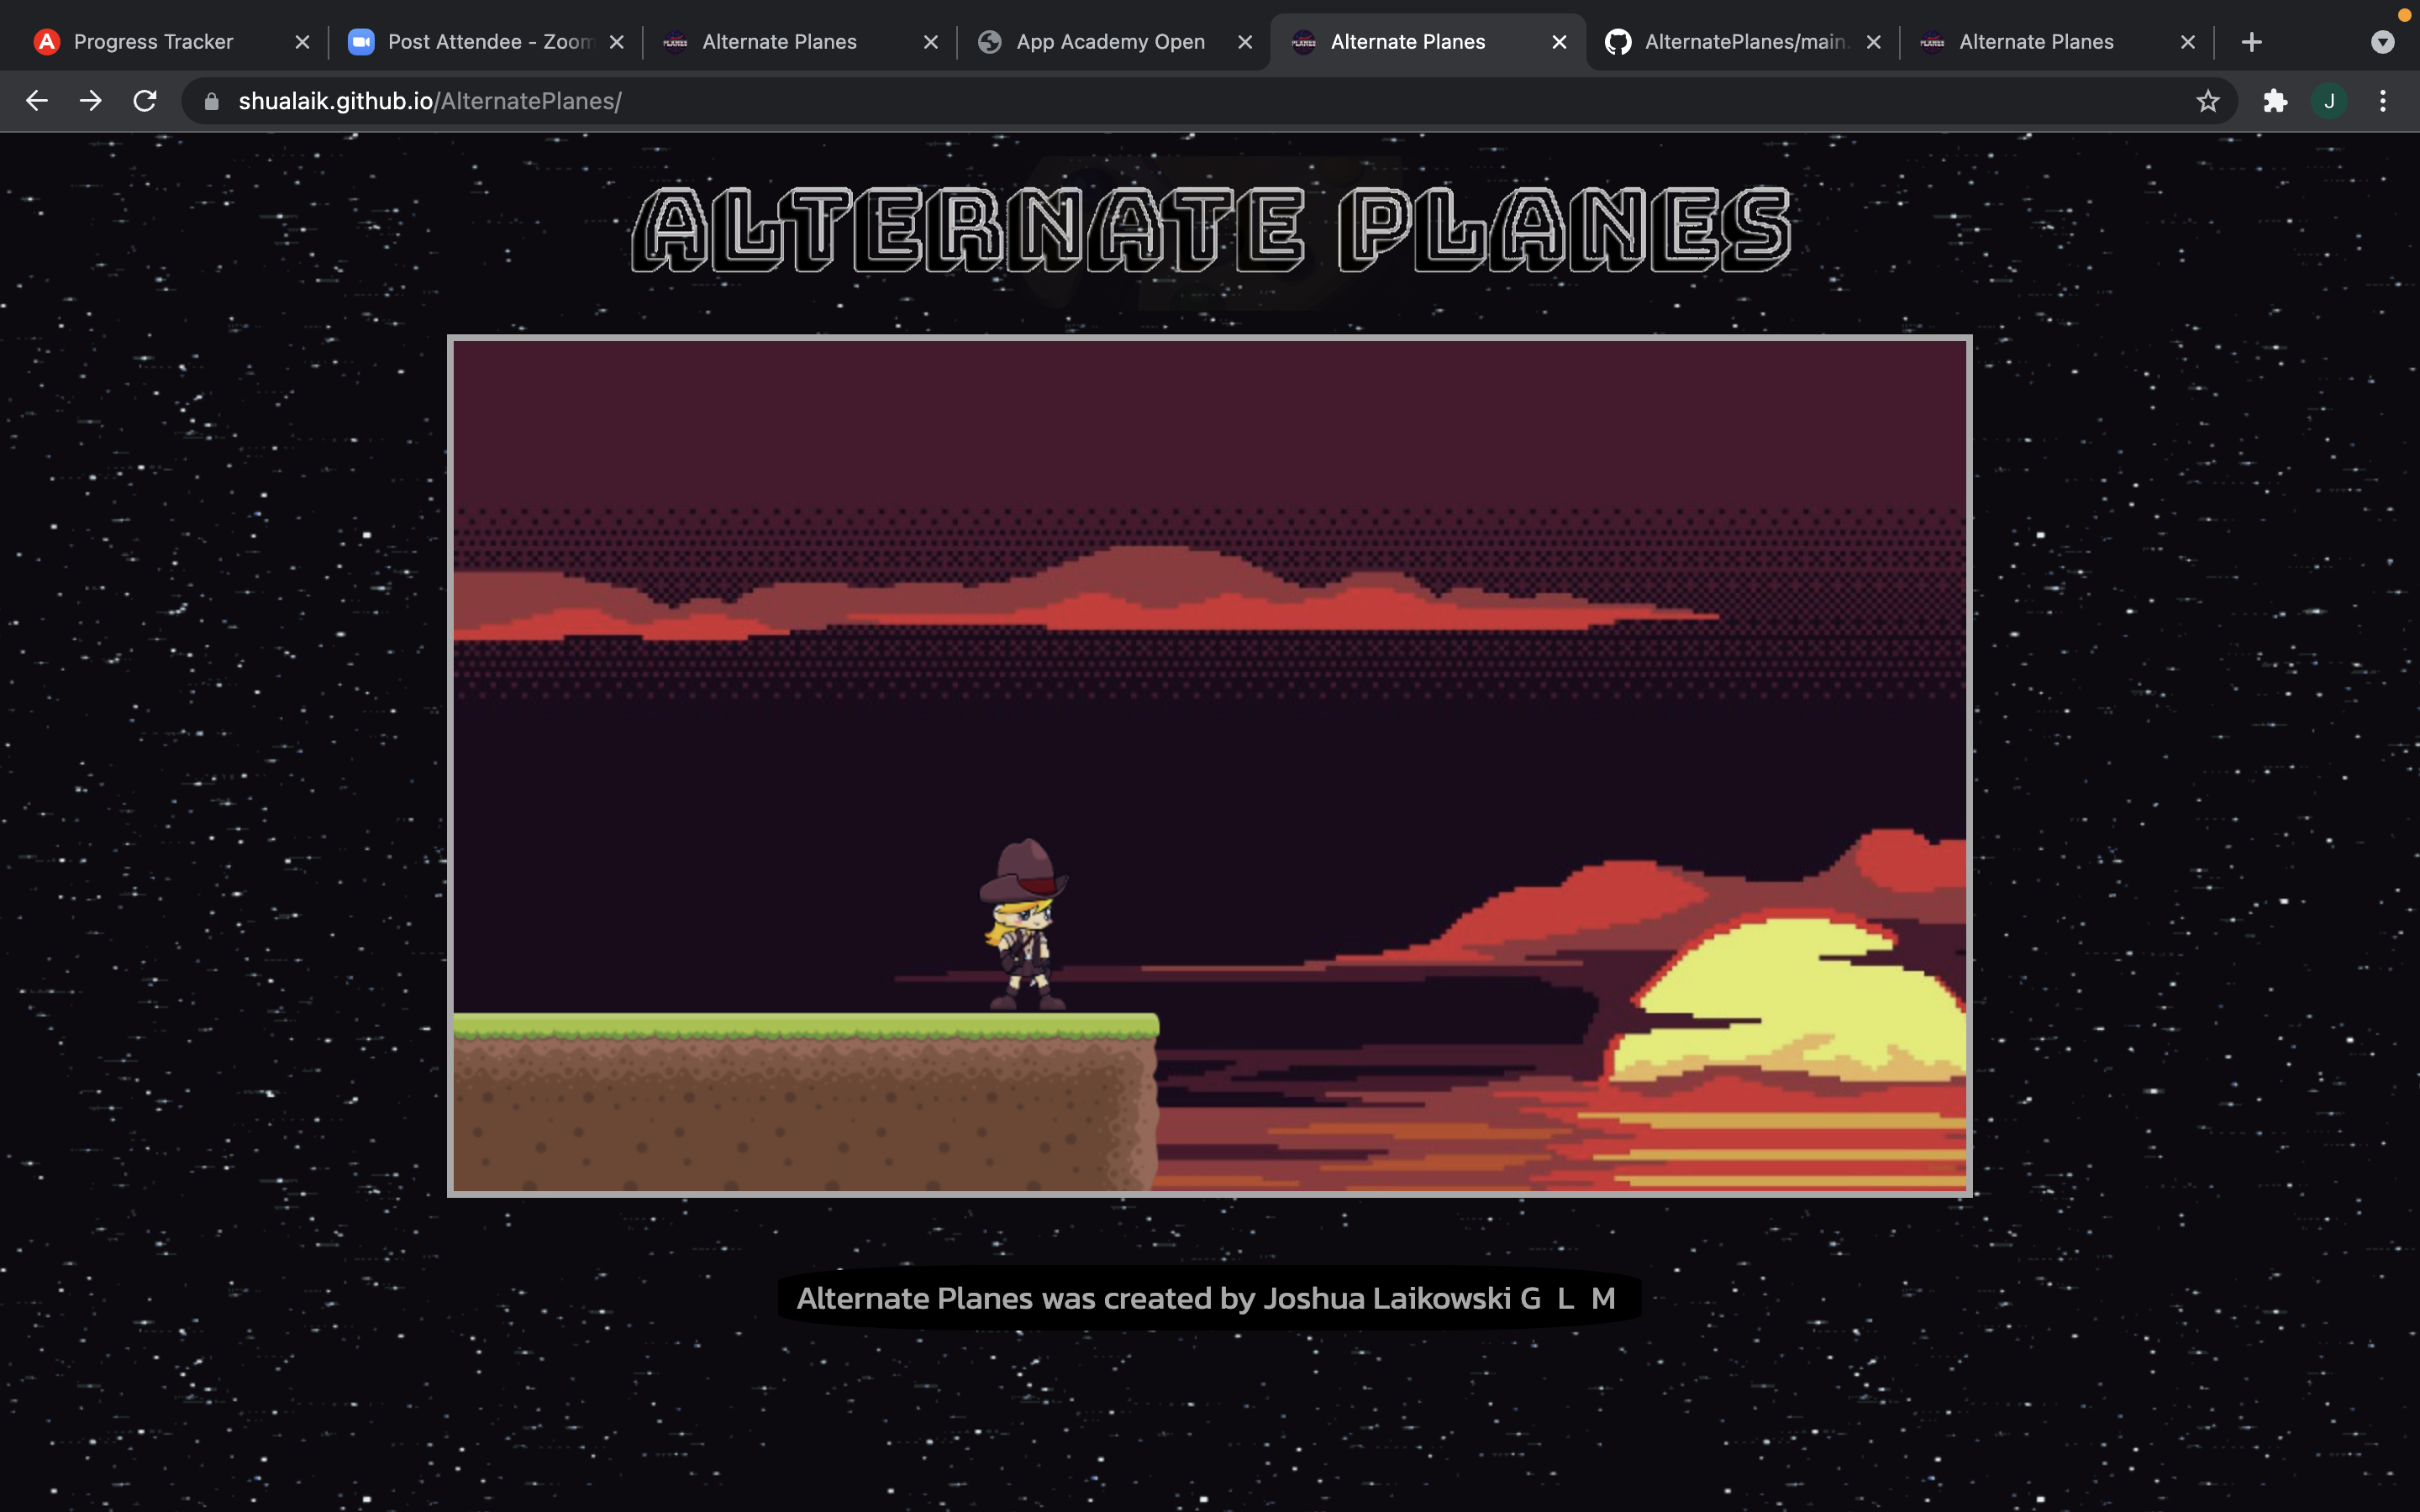 Progress Tracker
Post Attendee - Zoom
Alternate Planes
App Academy Open
Alternate Planes
AlternatePlanes/main.
Alternate Planes
shualaik.github.io/AlternatePlanes/
J
ALTERNATE PLANES
Alternate Planes was created by Joshua Laikowski G L M